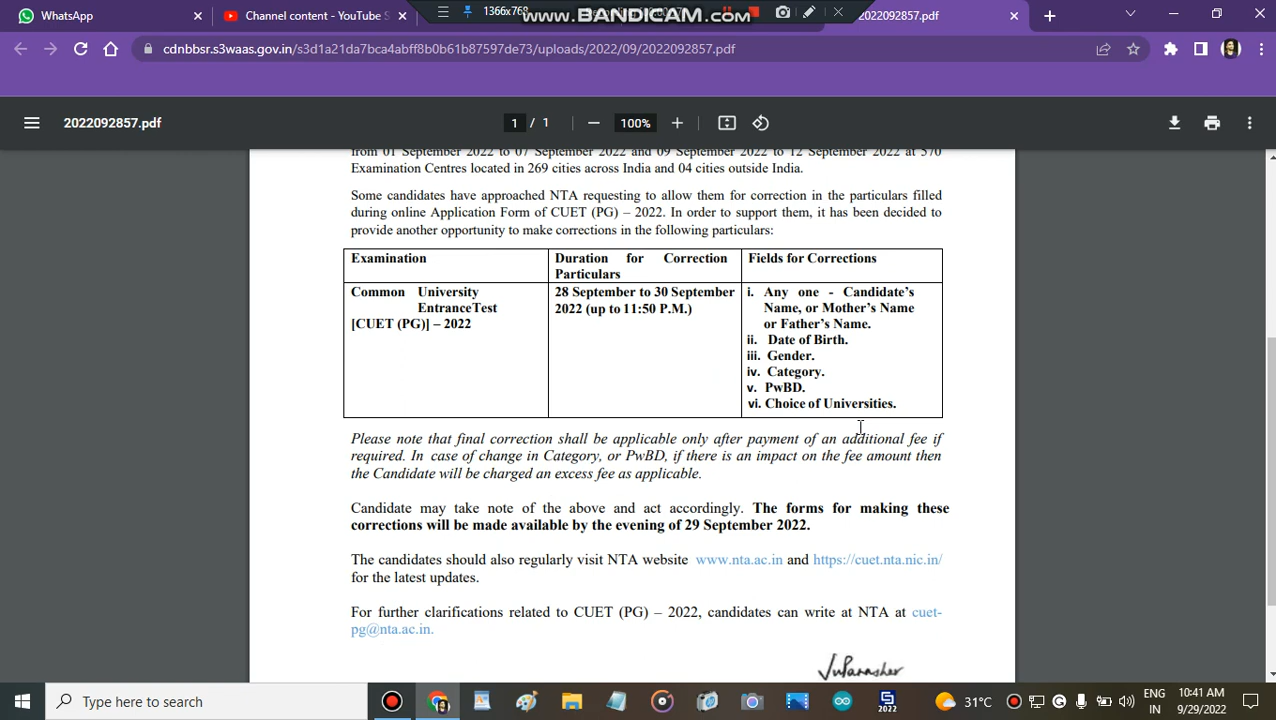 WhatsApp
Channel content - YouTube S
1366x768
www.BANDICAM.com
2022092857.pdf
cdnbbsr.s3waas.gov.in/s3d1a21da7bca4abff8b0b61b87597de73/uploads/2022/09/2022092857.pdf
2022092857.pdf
1 / 1
100%
from 01 September 2022 to 07 September 2022 and 09 September 2022 to 12 September 2022 at 570
Examination Centres located in 269 cities across India and 04 cities outside India.
Some candidates have approached NTA requesting to allow them for correction in the particulars filled
during online Application Form of CUET (PG) – 2022. In order to support them, it has been decided to
provide another opportunity to make corrections in the following particulars:
Examination
Duration for Correction
Particulars
Fields for Corrections
Common University
EntranceTest
[CUET (PG)] – 2022
28 September to 30 September
2022 (up to 11:50 P.M.)
i. Any one - Candidate's
Name, or Mother's Name
or Father's Name.
ii. Date of Birth.
iii. Gender.
iv. Category.
v. PwBD.
vi. Choice of Universities.
Please note that final correction shall be applicable only after payment of an additional fee if
required. In case of change in Category, or PwBD, if there is an impact on the fee amount then
the Candidate will be charged an excess fee as applicable.
Candidate may take note of the above and act accordingly. The forms for making these
corrections will be made available by the evening of 29 September 2022.
The candidates should also regularly visit NTA website www.nta.ac.in and https://cuet.nta.nic.in/
for the latest updates.
For further clarifications related to CUET (PG) – 2022, candidates can write at NTA at cuet-
pg@nta.ac.in.
Type here to search
2022
31°C
ENG
IN
10:41 AM
9/29/2022